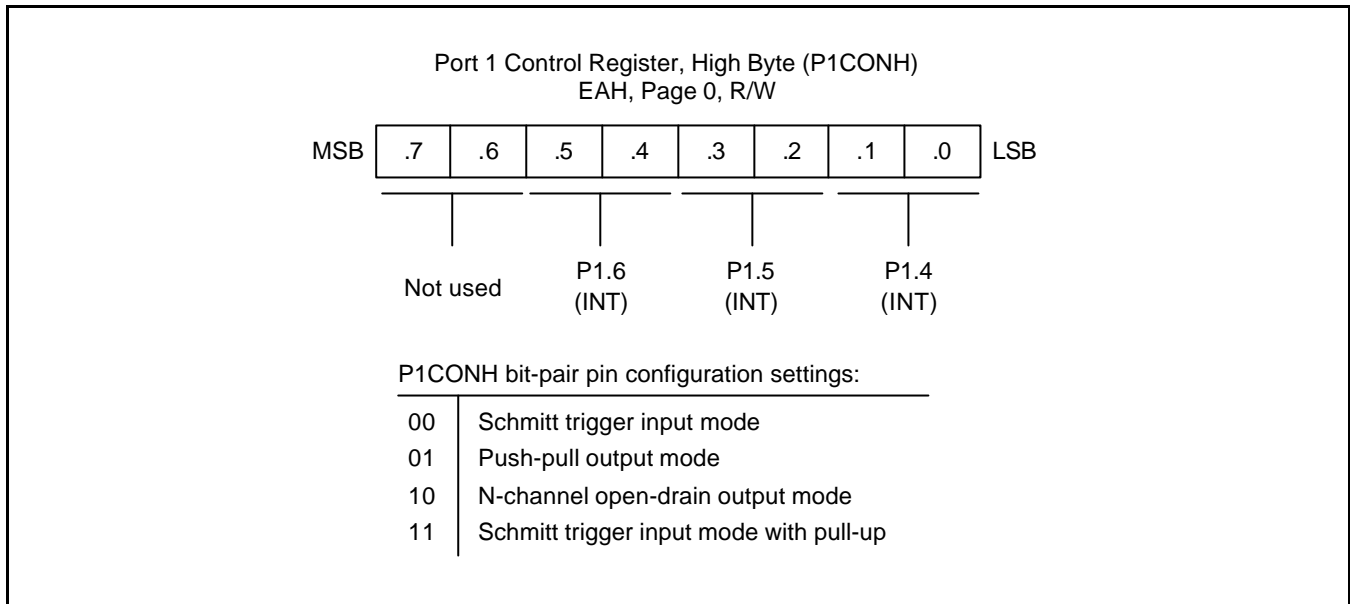 Port 1 Control Register, High Byte (P1CONH)
EAH, Page 0, R/W
MSB .7 .6 .5 .4 .3 .2 .1 .0 LSB
Not used P1.6 (INT) P1.5 (INT) P1.4 (INT)
P1CONH bit-pair pin configuration settings:
00 Schmitt trigger input mode
01 Push-pull output mode
10 N-channel open-drain output mode
11 Schmitt trigger input mode with pull-up